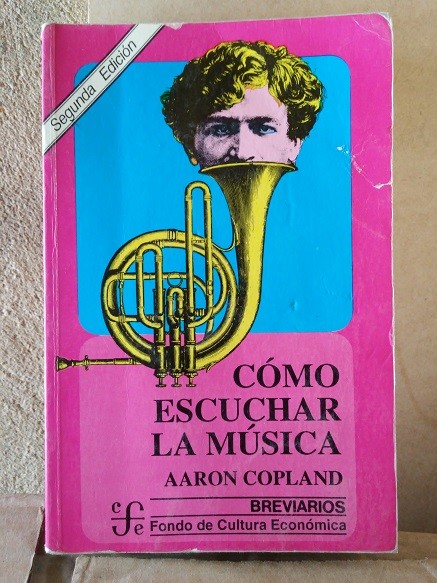 Segunda Edición
CÓMO
ESCUCHAR
LA MÚSICA
AARON COPLAND
BREVIARIOS
cfe
Fondo de Cultura Económica